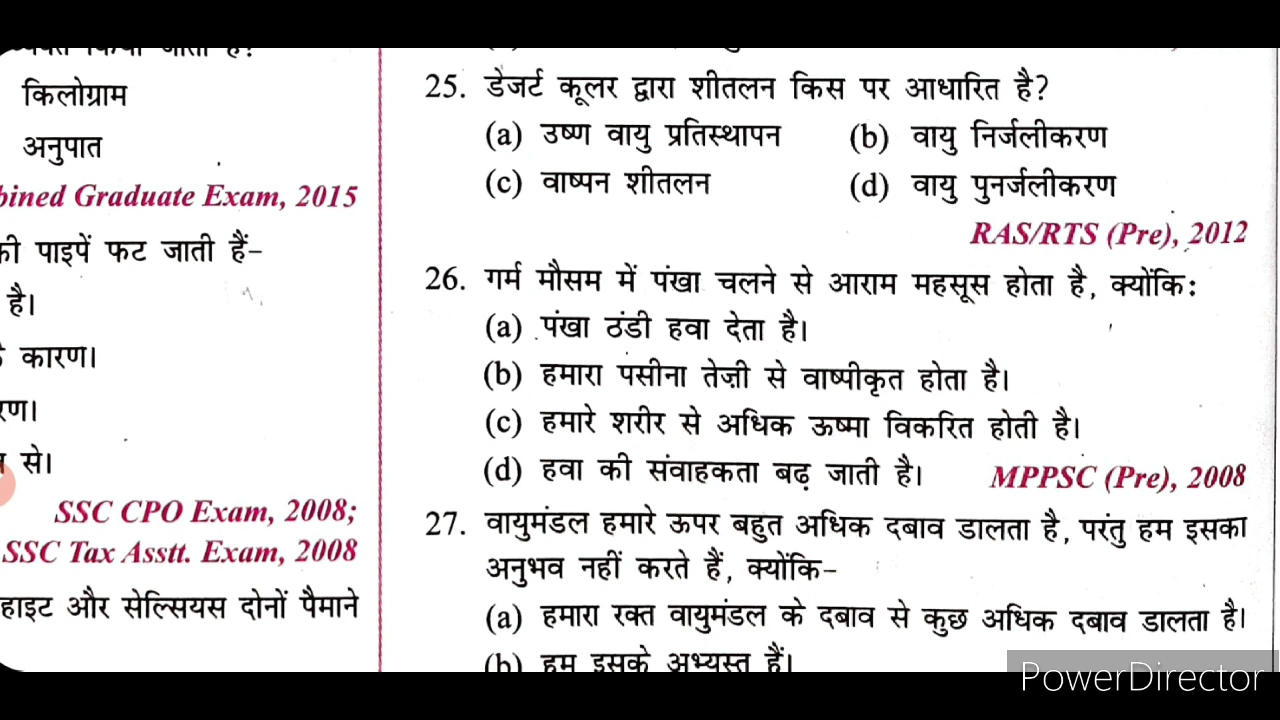 किलोग्राम
अनुपात
bined Graduate Exam, 2015
की पाइपें फट जाती हैं-
है।
कारण।
रण।
से।
SSC CPO Exam, 2008;
SSC Tax Asstt. Exam, 2008
हाइट और सेल्सियस दोनों पैमाने
25. डेजर्ट कूलर द्वारा शीतलन किस पर आधारित है?
(a) उष्ण वायु प्रतिस्थापन (b) वायु निर्जलीकरण
(c) वाष्पन शीतलन (d) वायु पुनर्जलीकरण
RAS/RTS (Pre), 2012
26. गर्म मौसम में पंखा चलने से आराम महसूस होता है, क्योंकि:
(a) पंखा ठंडी हवा देता है।
(b) हमारा पसीना तेज़ी से वाष्पीकृत होता है।
(c) हमारे शरीर से अधिक ऊष्मा विकरित होती है।
(d) हवा की संवाहकता बढ़ जाती है। MPPSC (Pre), 2008
27. वायुमंडल हमारे ऊपर बहुत अधिक दबाव डालता है, परंतु हम इसका
अनुभव नहीं करते हैं, क्योंकि-
(a) हमारा रक्त वायुमंडल के दबाव से कुछ अधिक दबाव डालता है।
(b) हम इसके अभ्यस्त हैं।
PowerDirector